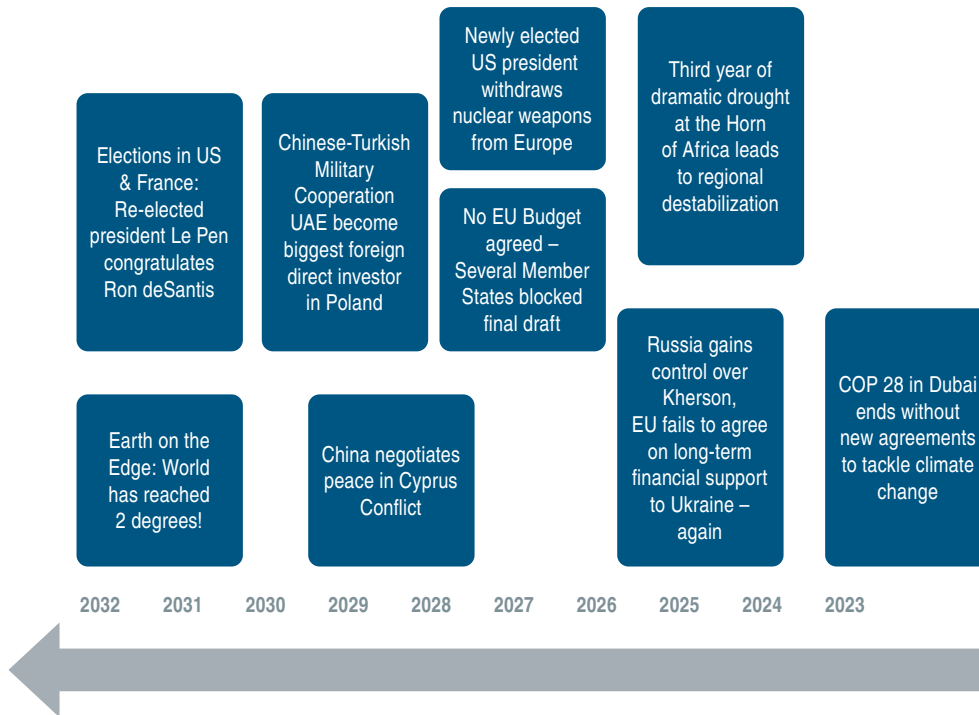 Elections in US
& France:
Re-elected
president Le Pen
congratulates
Ron deSantis
Chinese-Turkish
Military
Cooperation
UAE become
biggest foreign
direct investor
in Poland
Newly elected
US president
withdraws
nuclear weapons
from Europe
No EU Budget
agreed –
Several Member
States blocked
final draft
Third year of
dramatic drought
at the Horn
of Africa leads
to regional
destabilization
Earth on the
Edge: World
has reached
2 degrees!
China negotiates
peace in Cyprus
Conflict
Russia gains
control over
Kherson,
EU fails to agree
on long-term
financial support
to Ukraine –
again
COP 28 in Dubai
ends without
new agreements
to tackle climate
change
2032 2031 2030 2029 2028 2027 2026 2025 2024 2023